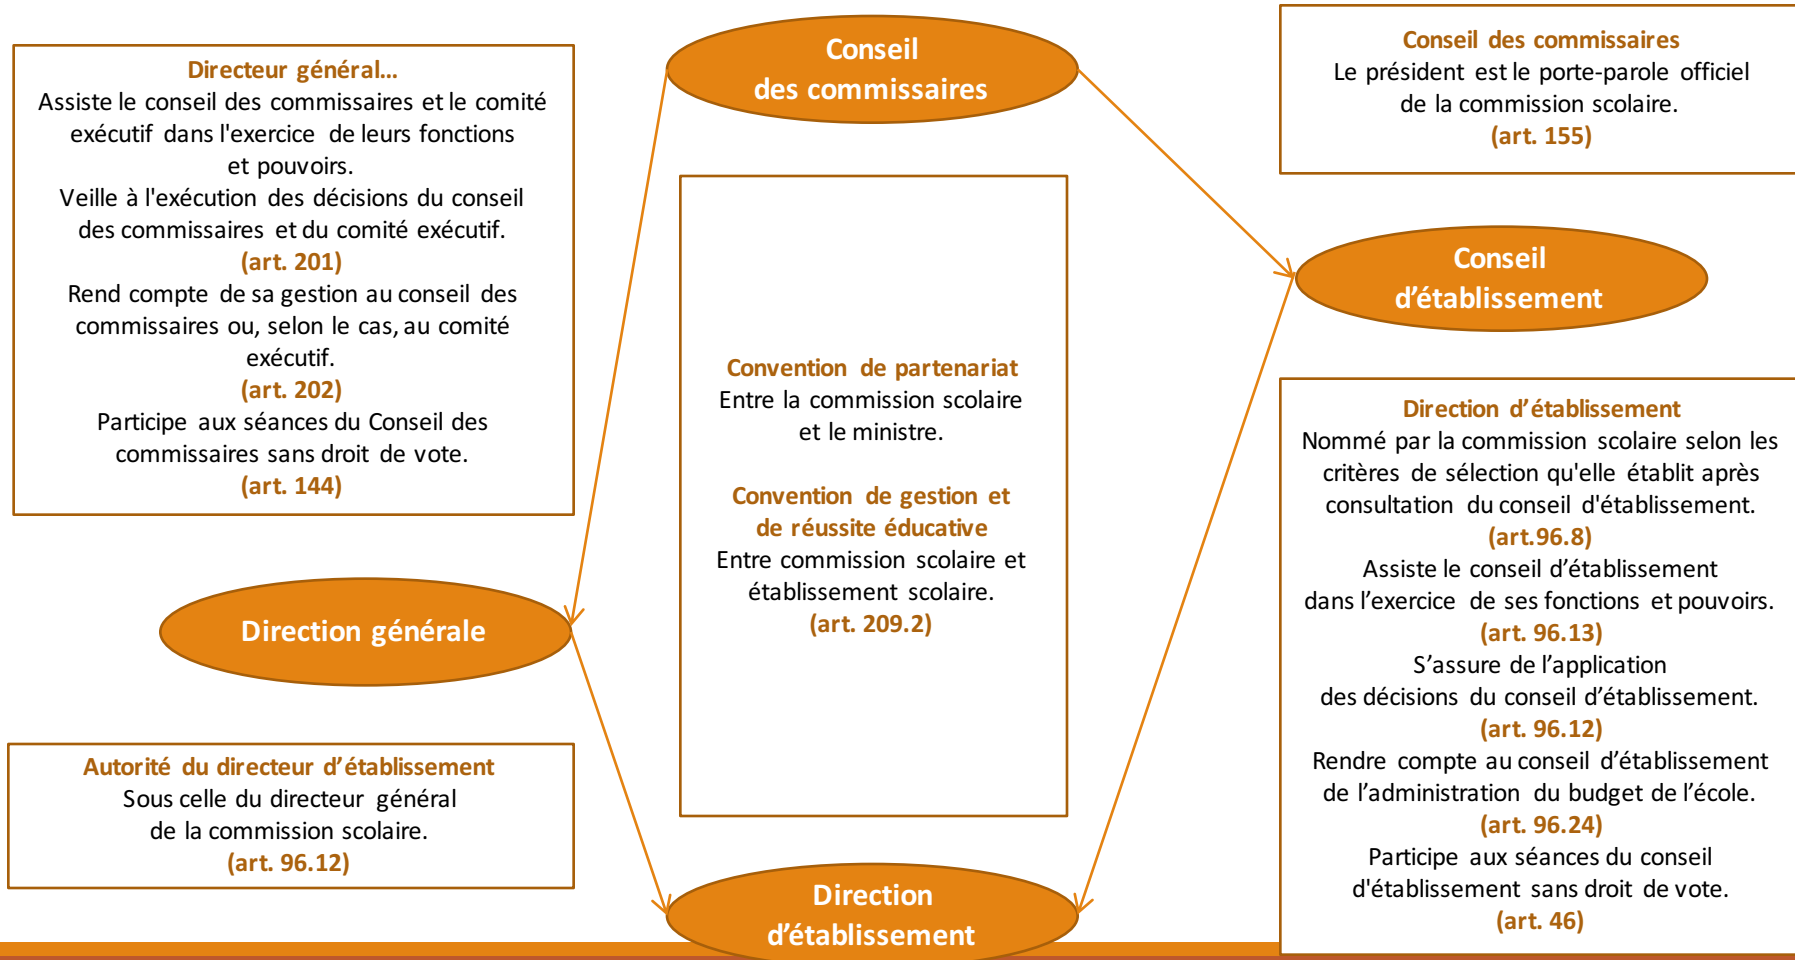 Directeur général…
Assiste le conseil des commissaires et le comité
exécutif dans l'exercice de leurs fonctions
et pouvoirs.
Veille à l'exécution des décisions du conseil
des commissaires et du comité exécutif.
(art. 201)
Rend compte de sa gestion au conseil des
commissaires ou, selon le cas, au comité
exécutif.
(art. 202)
Participe aux séances du Conseil des
commissaires sans droit de vote.
(art. 144)
Conseil
des commissaires
Conseil des commissaires
Le président est le porte-parole officiel
de la commission scolaire.
(art. 155)
Conseil
d’établissement
Convention de partenariat
Entre la commission scolaire
et le ministre.
Convention de gestion et
de réussite éducative
Entre commission scolaire et
établissement scolaire.
(art. 209.2)
Direction générale
Autorité du directeur d’établissement
Sous celle du directeur général
de la commission scolaire.
(art. 96.12)
Direction
d’établissement
Direction d’établissement
Nommé par la commission scolaire selon les
critères de sélection qu'elle établit après
consultation du conseil d'établissement.
(art.96.8)
Assiste le conseil d’établissement
dans l’exercice de ses fonctions et pouvoirs.
(art. 96.13)
S’assure de l’application
des décisions du conseil d’établissement.
(art. 96.12)
Rendre compte au conseil d’établissement
de l’administration du budget de l’école.
(art. 96.24)
Participe aux séances du conseil
d'établissement sans droit de vote.
(art. 46)